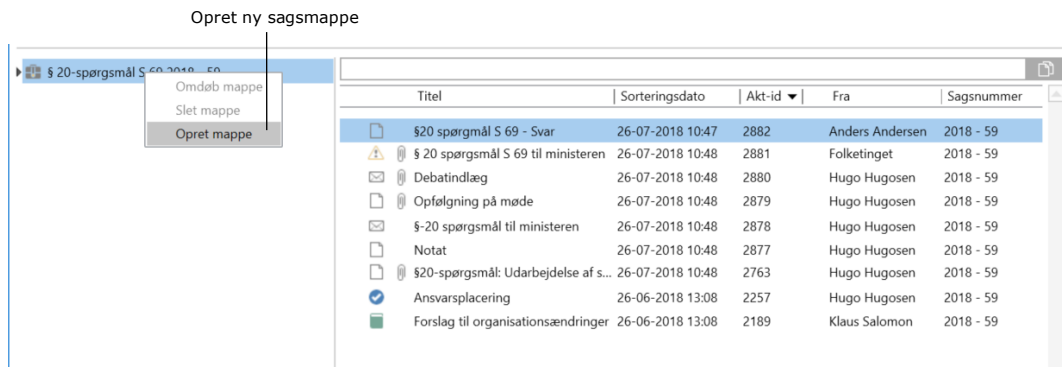 Opret ny sagsmappe
§ 20-spørgsmål S 69 2018 - 59
Omdøb mappe
Slet mappe
Opret mappe
Titel Sorteringsdato Akt-id Fra Sagsnummer
§20 spørgmål S 69 - Svar 26-07-2018 10:47 2882 Anders Andersen 2018 - 59
§ 20 spørgsmål S 69 til ministeren 26-07-2018 10:48 2881 Folketinget 2018 - 59
Debatindlæg 26-07-2018 10:48 2880 Hugo Hugosen 2018 - 59
Opfølgning på møde 26-07-2018 10:48 2879 Hugo Hugosen 2018 - 59
§-20 spørgsmål til ministeren 26-07-2018 10:48 2878 Hugo Hugosen 2018 - 59
Notat 26-07-2018 10:48 2877 Hugo Hugosen 2018 - 59
§20-spørgsmål: Udarbejdelse af s... 26-07-2018 10:48 2763 Hugo Hugosen 2018 - 59
Ansvarsplacering 26-06-2018 13:08 2257 Hugo Hugosen 2018 - 59
Forslag til organisationsændringer 26-06-2018 13:08 2189 Klaus Salomon 2018 - 59